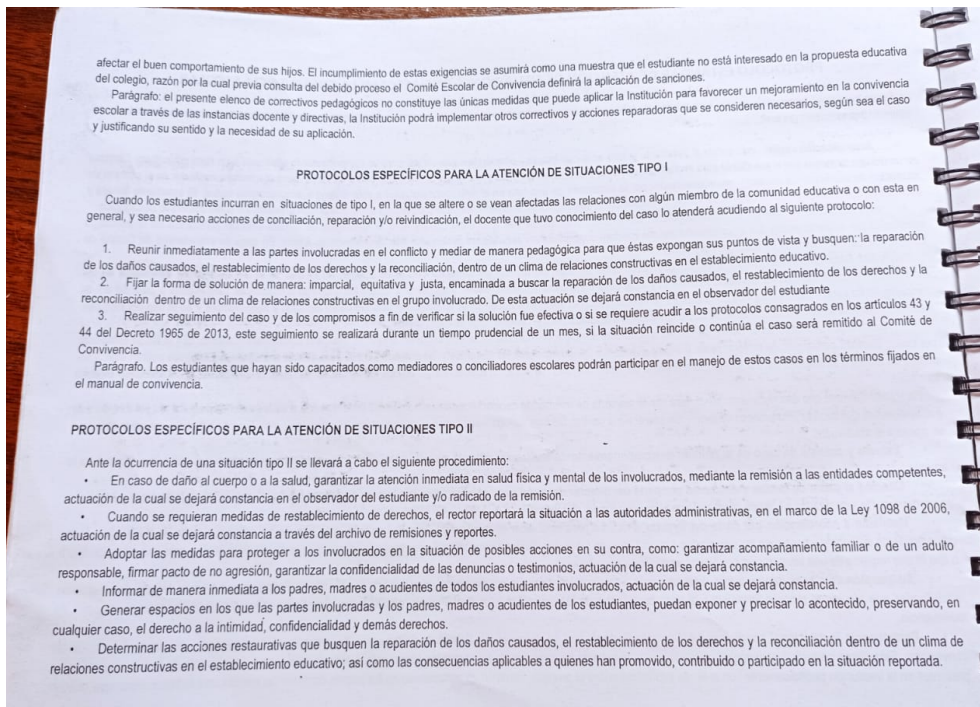 afectar el buen comportamiento de sus hijos. El incumplimiento de estas exigencias se asumirá como una muestra que el estudiante no está interesado en la propuesta educativa
del colegio, razón por la cual previa consulta del debido proceso el Comité Escolar de Convivencia definirá la aplicación de sanciones.
Parágrafo: el presente elenco de correctivos pedagógicos no constituye las únicas medidas que puede aplicar la Institución para favorecer un mejoramiento en la convivencia
escolar a través de las instancias docente y directivas, la Institución podrá implementar otros correctivos y acciones reparadoras que se consideren necesarios, según sea el caso
y justificando su sentido y la necesidad de su aplicación.
PROTOCOLOS ESPECÍFICOS PARA LA ATENCIÓN DE SITUACIONES TIPO I
Cuando los estudiantes incurran en situaciones de tipo I, en la que se altere o se vean afectadas las relaciones con algún miembro de la comunidad educativa o con esta en
general, y sea necesario acciones de conciliación, reparación y/o reivindicación, el docente que tuvo conocimiento del caso lo atenderá acudiendo al siguiente protocolo:
1. Reunir inmediatamente a las partes involucradas en el conflicto y mediar de manera pedagógica para que éstas expongan sus puntos de vista y busquen: la reparación
de los daños causados, el restablecimiento de los derechos y la reconciliación, dentro de un clima de relaciones constructivas en el establecimiento educativo.
2. Fijar la forma de solución de manera: imparcial, equitativa y justa, encaminada a buscar la reparación de los daños causados, el restablecimiento de los derechos y la
reconciliación dentro de un clima de relaciones constructivas en el grupo involucrado. De esta actuación se dejará constancia en el observador del estudiante
3. Realizar seguimiento del caso y de los compromisos a fin de verificar si la solución fue efectiva o si se requiere acudir a los protocolos consagrados en los articulos 43 y
44 del Decreto 1965 de 2013, este seguimiento se realizará durante un tiempo prudencial de un mes, si la situación reincide o continúa el caso será remitido al Comité de
Convivencia.
Parágrafo. Los estudiantes que hayan sido capacitados como mediadores o conciliadores escolares podrán participar en el manejo de estos casos en los términos fijados en
el manual de convivencia.
PROTOCOLOS ESPECÍFICOS PARA LA ATENCIÓN DE SITUACIONES TIPO II
Ante la ocurrencia de una situación tipo II se llevará a cabo el siguiente procedimiento:
• En caso de daño al cuerpo o a la salud, garantizar la atención inmediata en salud física y mental de los involucrados, mediante la remisión a las entidades competentes,
actuación de la cual se dejará constancia en el observador del estudiante y/o radicado de la remisión.
• Cuando se requieran medidas de restablecimiento de derechos, el rector reportará la situación a las autoridades administrativas, en el marco de la Ley 1098 de 2006,
actuación de la cual se dejará constancia a través del archivo de remisiones y reportes.
• Adoptar las medidas para proteger a los involucrados en la situación de posibles acciones en su contra, como: garantizar acompañamiento familiar o de un adulto
responsable, firmar pacto de no agresión, garantizar la confidencialidad de las denuncias o testimonios, actuación de la cual se dejará constancia.
• Informar de manera inmediata a los padres, madres o acudientes de todos los estudiantes involucrados, actuación de la cual se dejará constancia.
• Generar espacios en los que las partes involucradas y los padres, madres o acudientes de los estudiantes, puedan exponer y precisar lo acontecido, preservando, en
cualquier caso, el derecho a la intimidad, confidencialidad y demás derechos.
• Determinar las acciones restaurativas que busquen la reparación de los daños causados, el restablecimiento de los derechos y la reconciliación dentro de un clima de
relaciones constructivas en el establecimiento educativo; así como las consecuencias aplicables a quienes han promovido, contribuido o participado en la situación reportada.